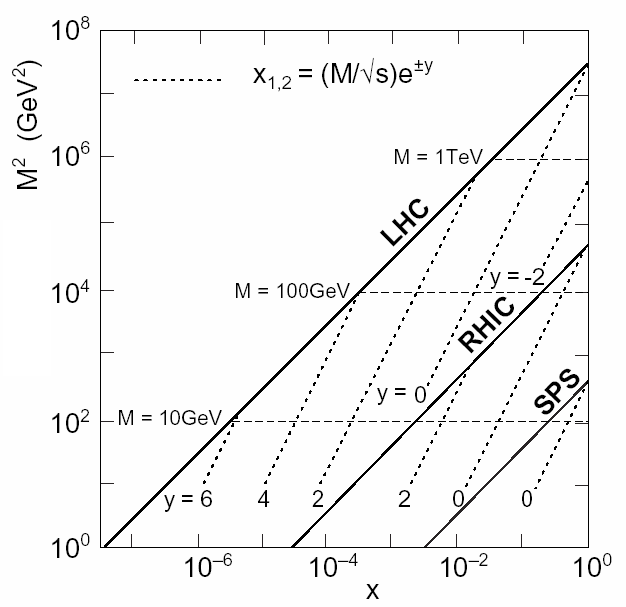 10⁸
x₁,₂ = (M/√s)e^±y
M² (GeV²)
10⁶
M = 1TeV
LHC
10⁴
M = 100GeV
y = -2
RHIC
SPS
y = 0
10²
M = 10GeV
y = 6 4 2 2 0 0
10⁰
10⁻⁶ 10⁻⁴ 10⁻² 10⁰
x